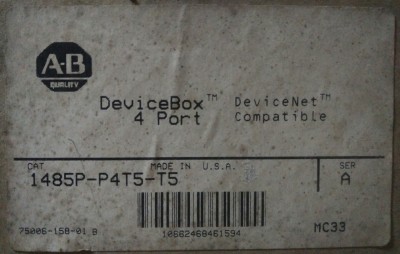 A-B
QUALITY
DeviceBox™ DeviceNet™
4 Port Compatible
CAT MADE IN U.S.A. SER
1485P-P4T5-T5 A
75006-158-01 B 10662468461594 MC33